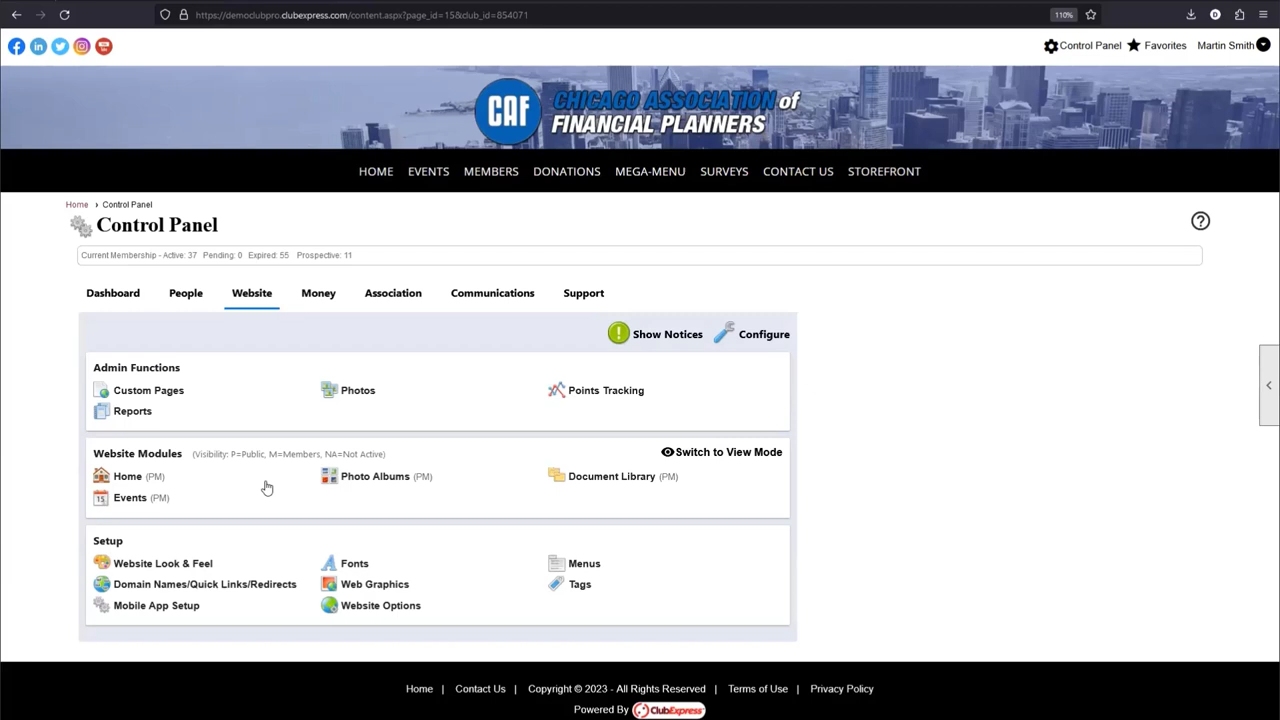 https://democlubpro.clubexpress.com/content.aspx?page_id=15&club_id=854071
110%
Control Panel Favorites Martin Smith
CAF
CHICAGO ASSOCIATION of
FINANCIAL PLANNERS
HOME EVENTS MEMBERS DONATIONS MEGA-MENU SURVEYS CONTACT US STOREFRONT
Home › Control Panel
Control Panel
Current Membership - Active: 37 Pending: 0 Expired: 55 Prospective: 11
Dashboard People Website Money Association Communications Support
Show Notices Configure
Admin Functions
Custom Pages Photos Points Tracking
Reports
Website Modules (Visibility: P=Public, M=Members, NA=Not Active) Switch to View Mode
Home (PM) Photo Albums (PM) Document Library (PM)
Events (PM)
Setup
Website Look & Feel Fonts Menus
Domain Names/Quick Links/Redirects Web Graphics Tags
Mobile App Setup Website Options
Home | Contact Us | Copyright © 2023 - All Rights Reserved | Terms of Use | Privacy Policy
Powered By ClubExpress